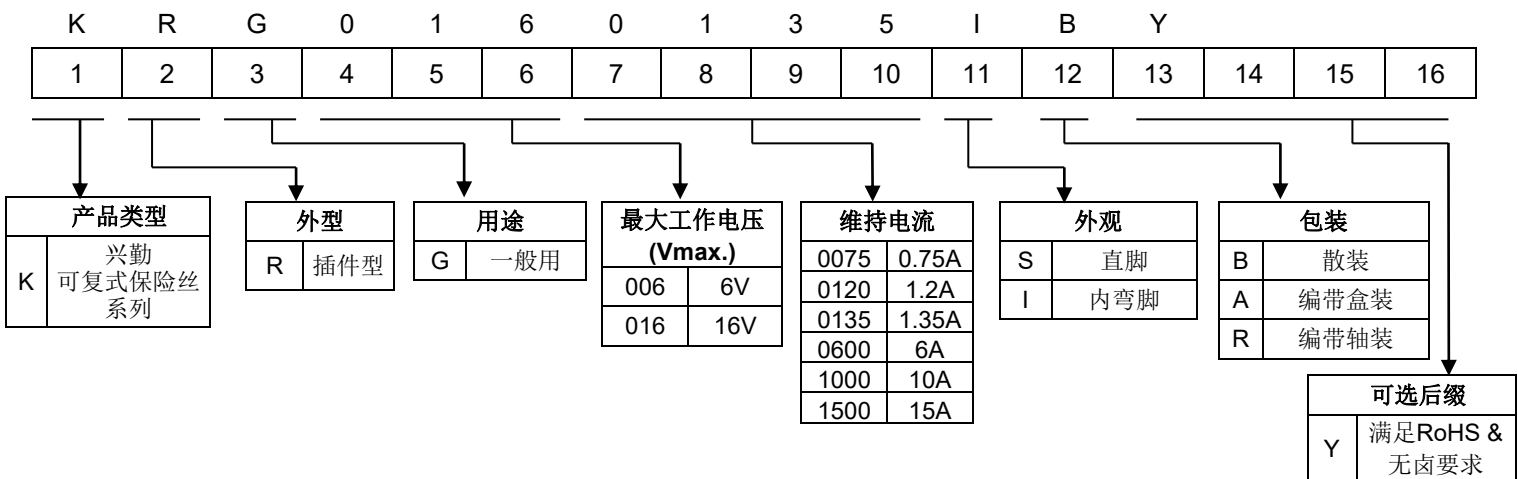 K R G 0 1 6 0 1 3 5 I B Y
1 2 3 4 5 6 7 8 9 10 11 12 13 14 15 16
产品类型
K
兴勤
可复式保险丝
系列
外型
R 插件型
用途
G 一般用
最大工作电压
(Vmax.)
006 6V
016 16V
维持电流
0075 0.75A
0120 1.2A
0135 1.35A
0600 6A
1000 10A
1500 15A
外观
S 直脚
I 内弯脚
包装
B 散装
A 编带盒装
R 编带轴装
可选后缀
Y
满足RoHS &
无卤要求